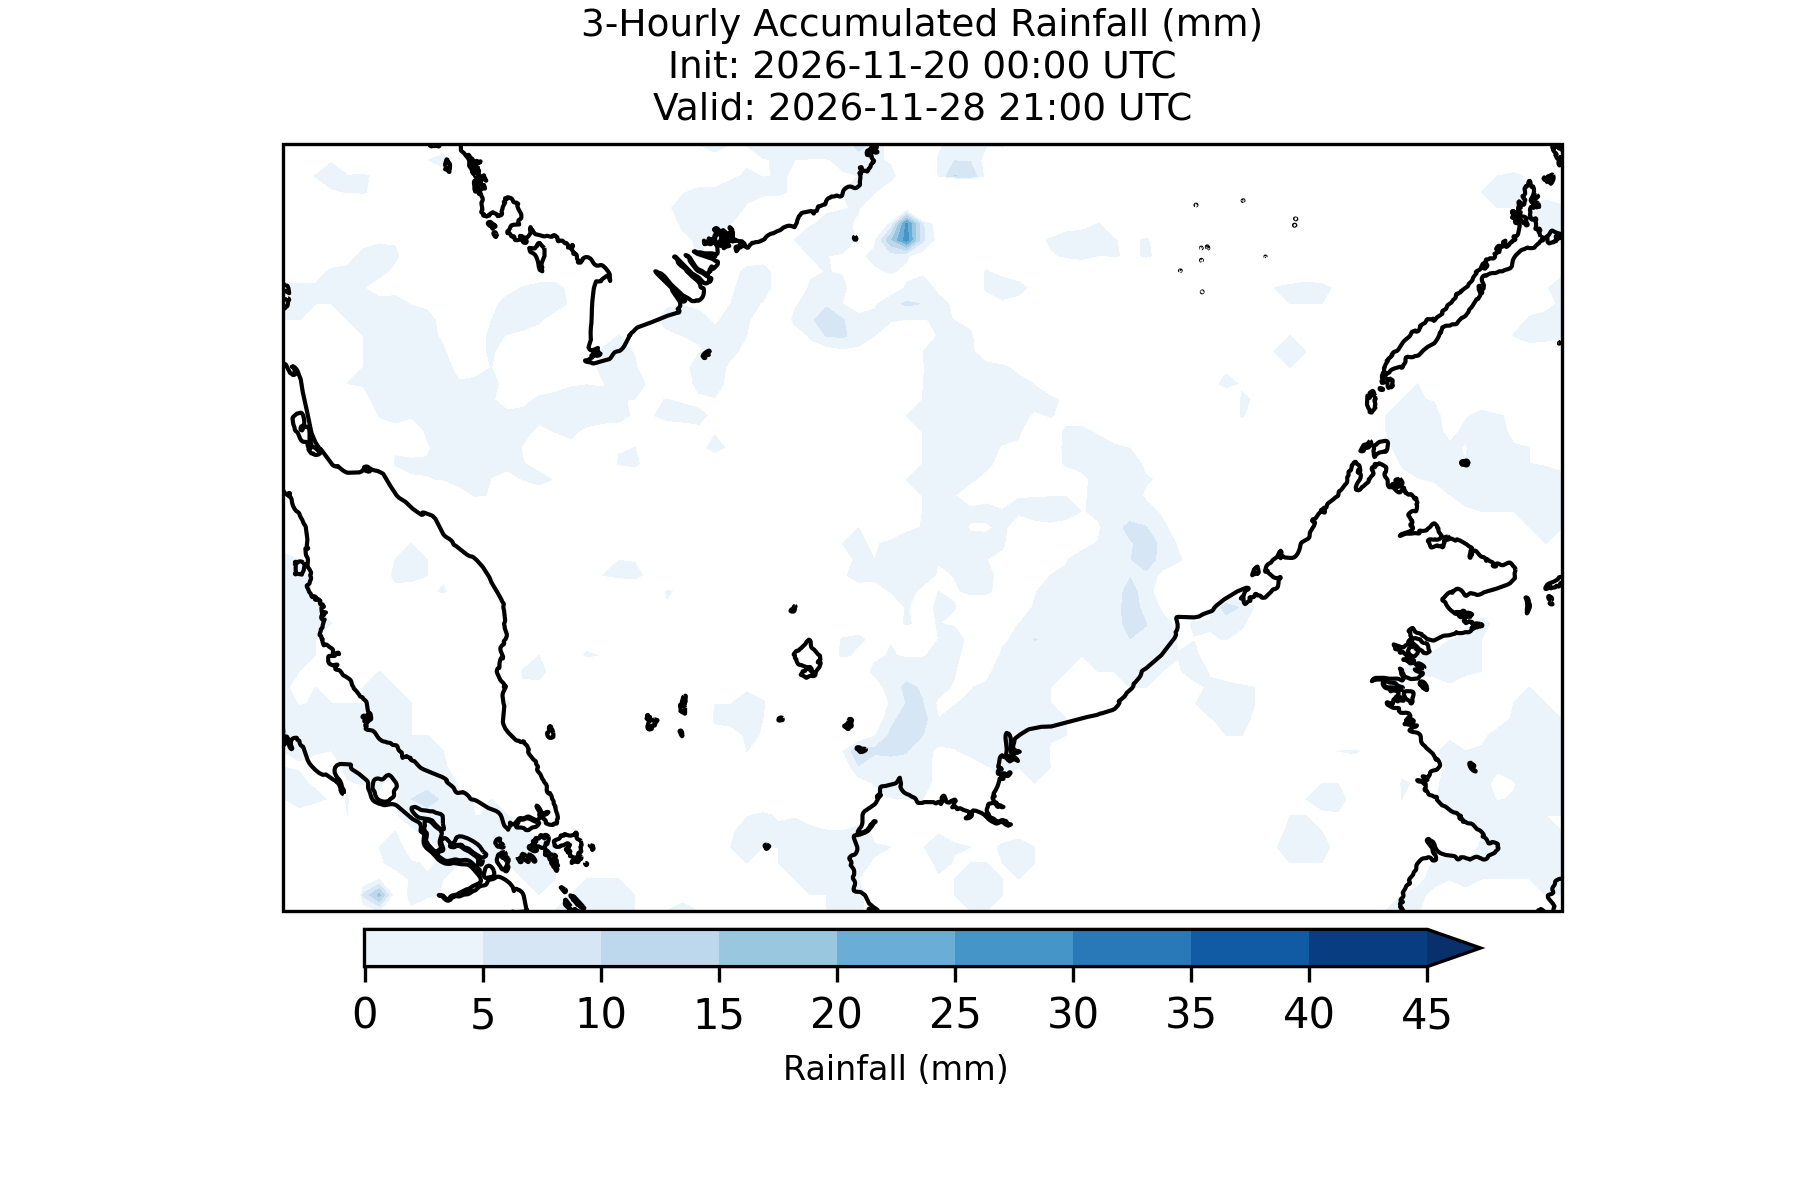 3-Hourly Accumulated Rainfall (mm)
Init: 2026-11-20 00:00 UTC
Valid: 2026-11-28 21:00 UTC
0 5 10 15 20 25 30 35 40 45
Rainfall (mm)